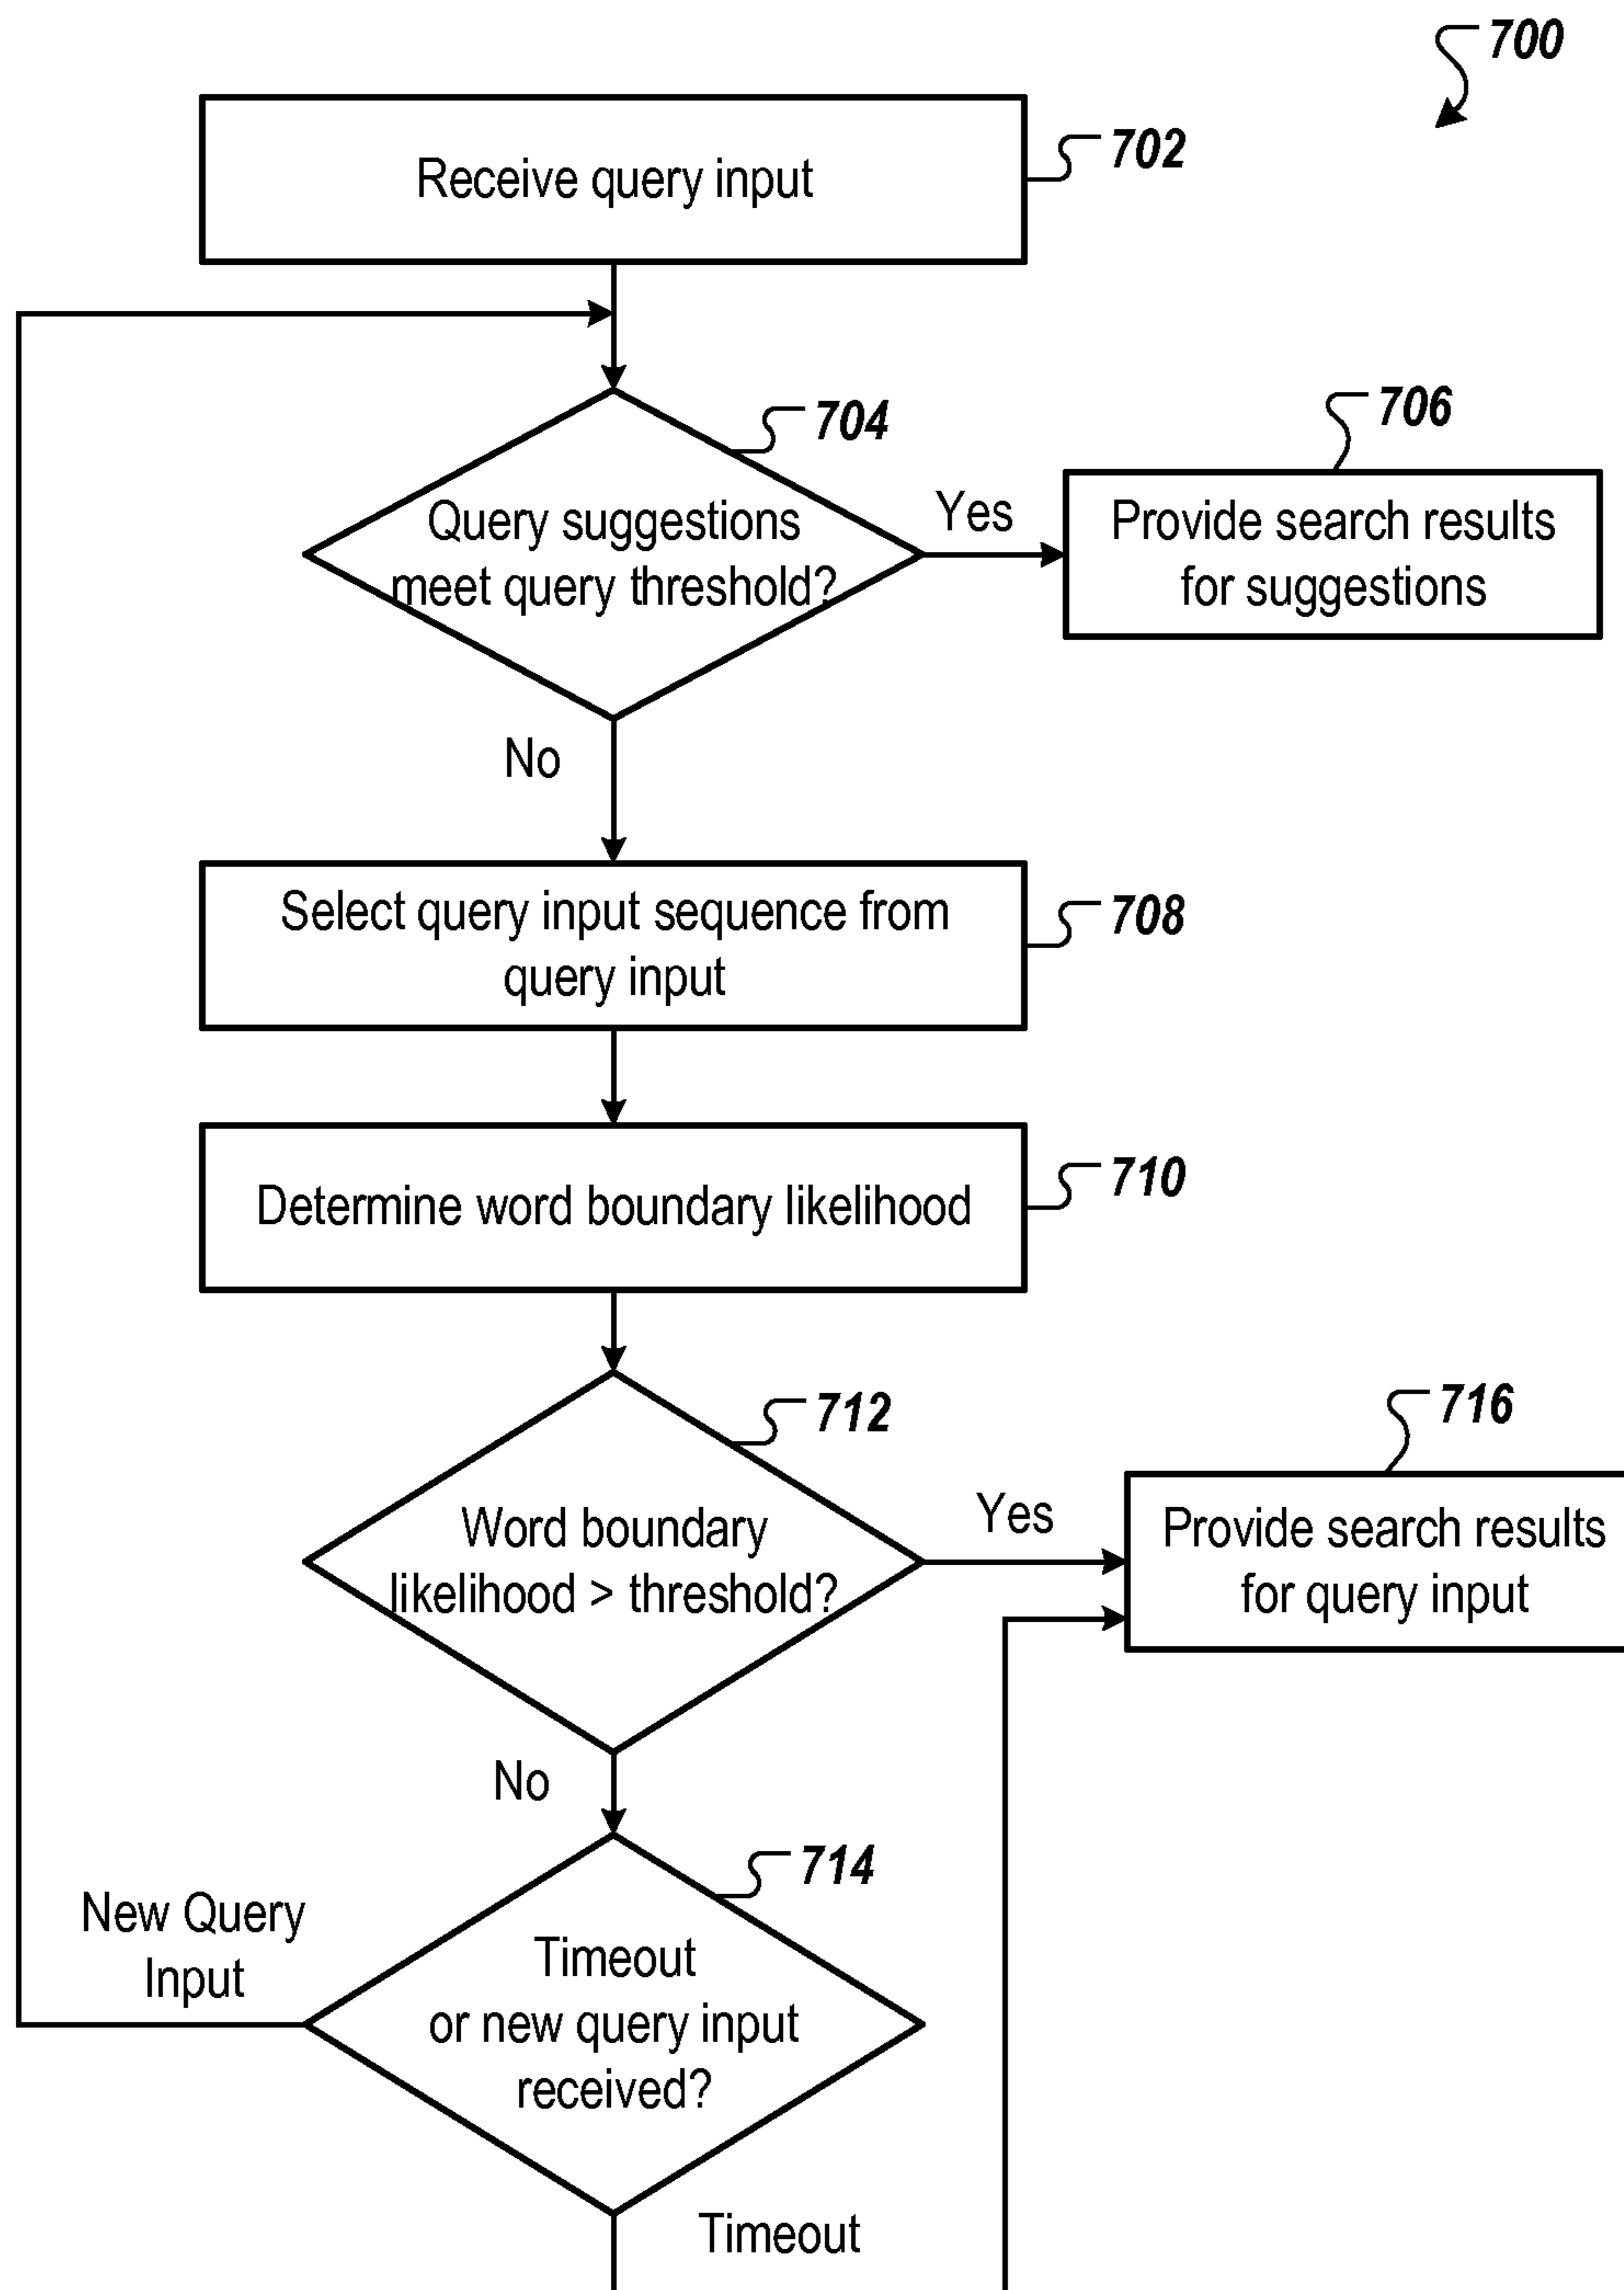 700
Receive query input
702
704
Query suggestions
meet query threshold?
Yes
706
Provide search results
for suggestions
No
Select query input sequence from
query input
708
Determine word boundary likelihood
710
712
Word boundary
likelihood > threshold?
Yes
716
Provide search results
for query input
No
714
New Query
Input
Timeout
or new query input
received?
Timeout